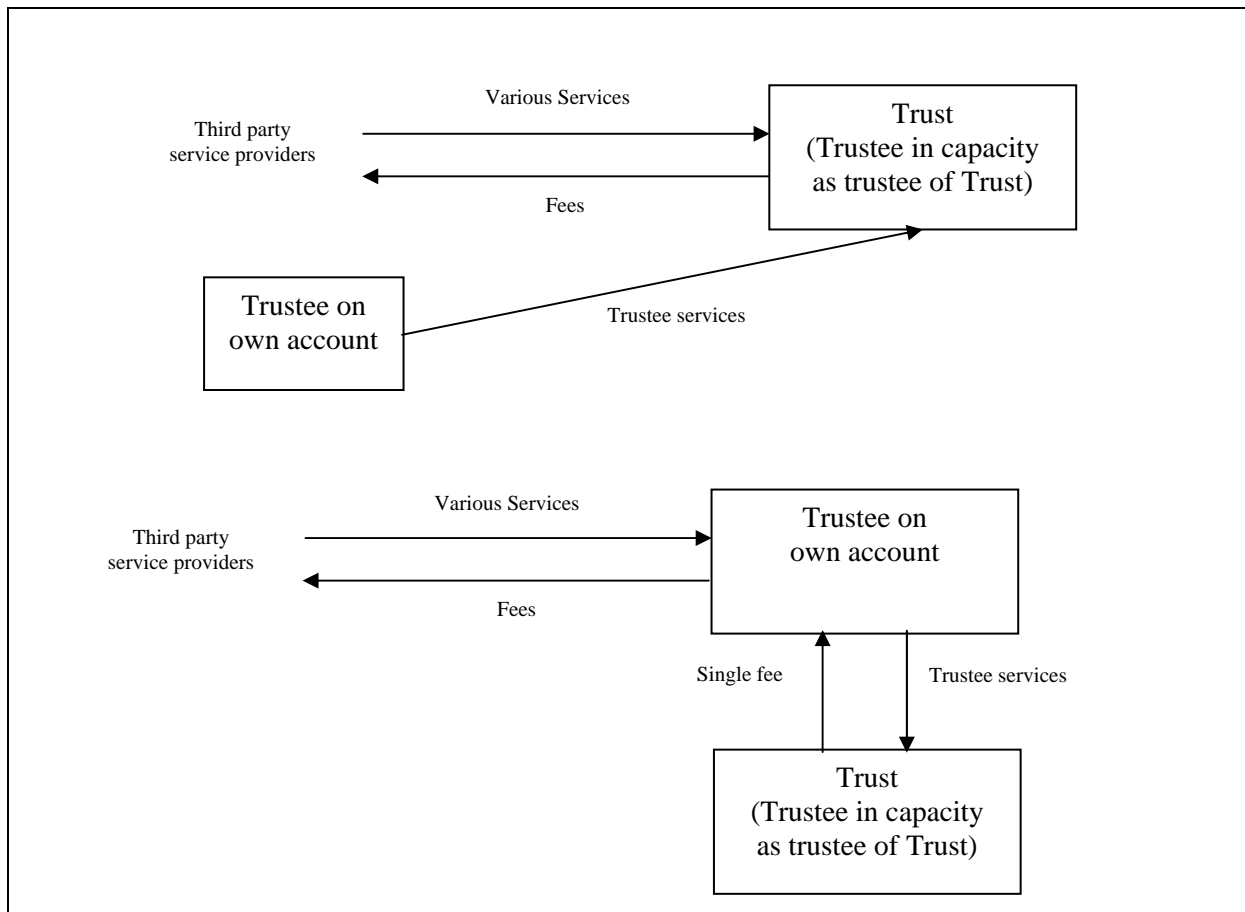 Various Services
Trust
(Trustee in capacity
as trustee of Trust)
Third party
service providers
Fees
Trustee on
own account
Trustee services
Various Services
Trustee on
own account
Third party
service providers
Fees
Single fee
Trustee services
Trust
(Trustee in capacity
as trustee of Trust)